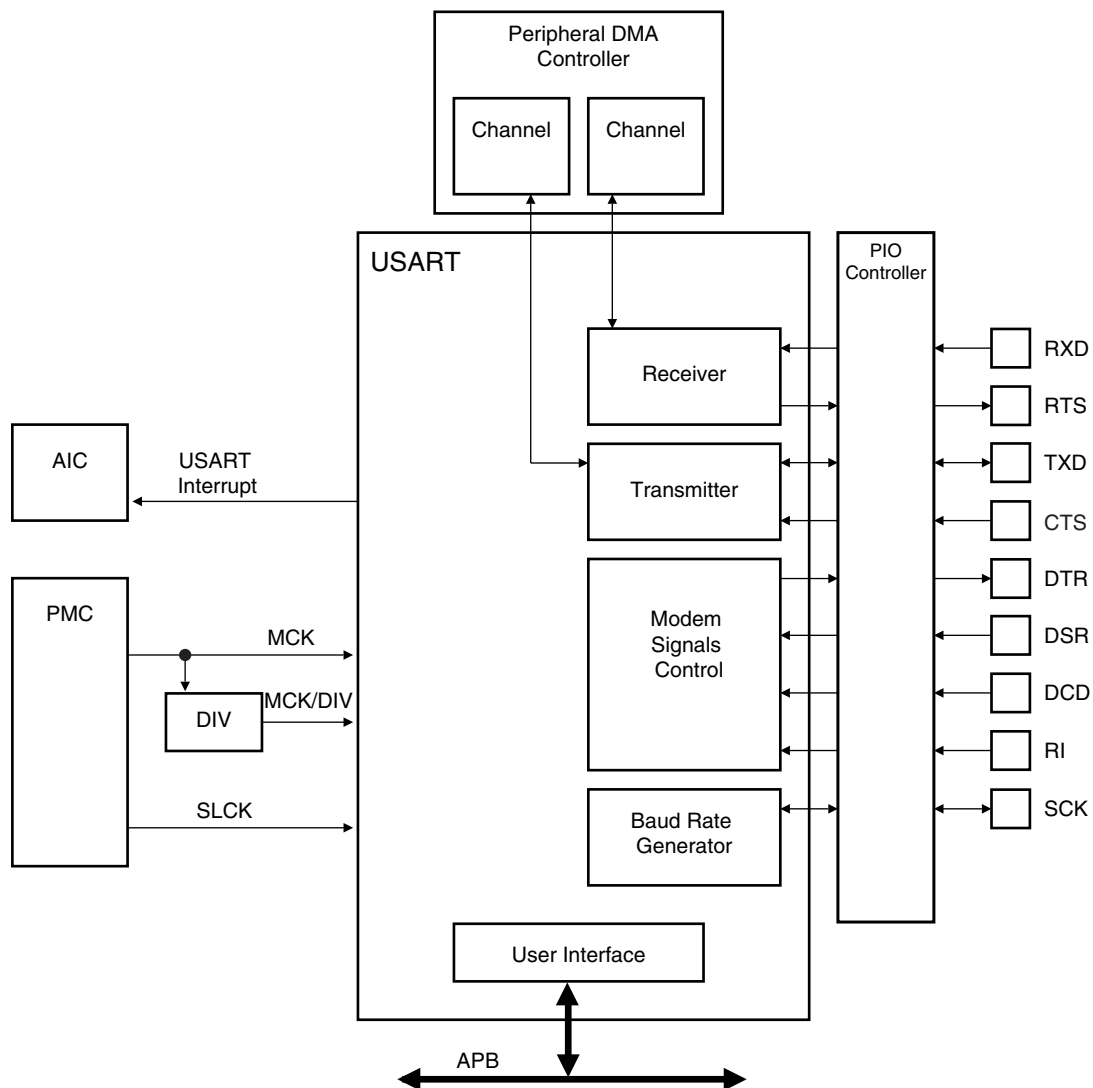 Peripheral DMA
Controller
Channel
Channel
USART
PIO
Controller
Receiver
RXD
RTS
AIC
USART
Interrupt
Transmitter
TXD
CTS
PMC
MCK
DIV
MCK/DIV
SLCK
Modem
Signals
Control
DTR
DSR
DCD
RI
Baud Rate
Generator
SCK
User Interface
APB